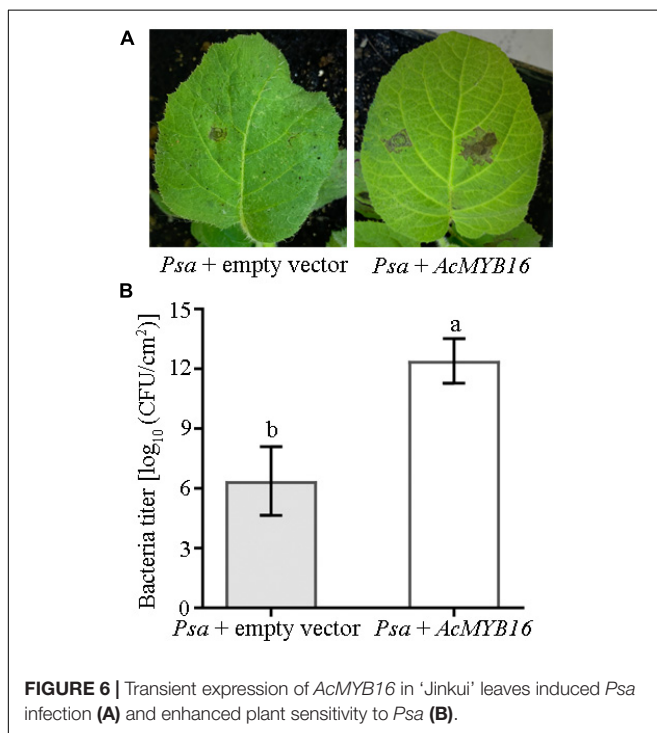 A
Psa + empty vector Psa + AcMYB16
B
Bacteria titer [log10 (CFU/cm2)]
15
12
9
6
3
0
b
a
Psa + empty vector Psa + AcMYB16
FIGURE 6 | Transient expression of AcMYB16 in ‘Jinkui’ leaves induced Psa
infection (A) and enhanced plant sensitivity to Psa (B).